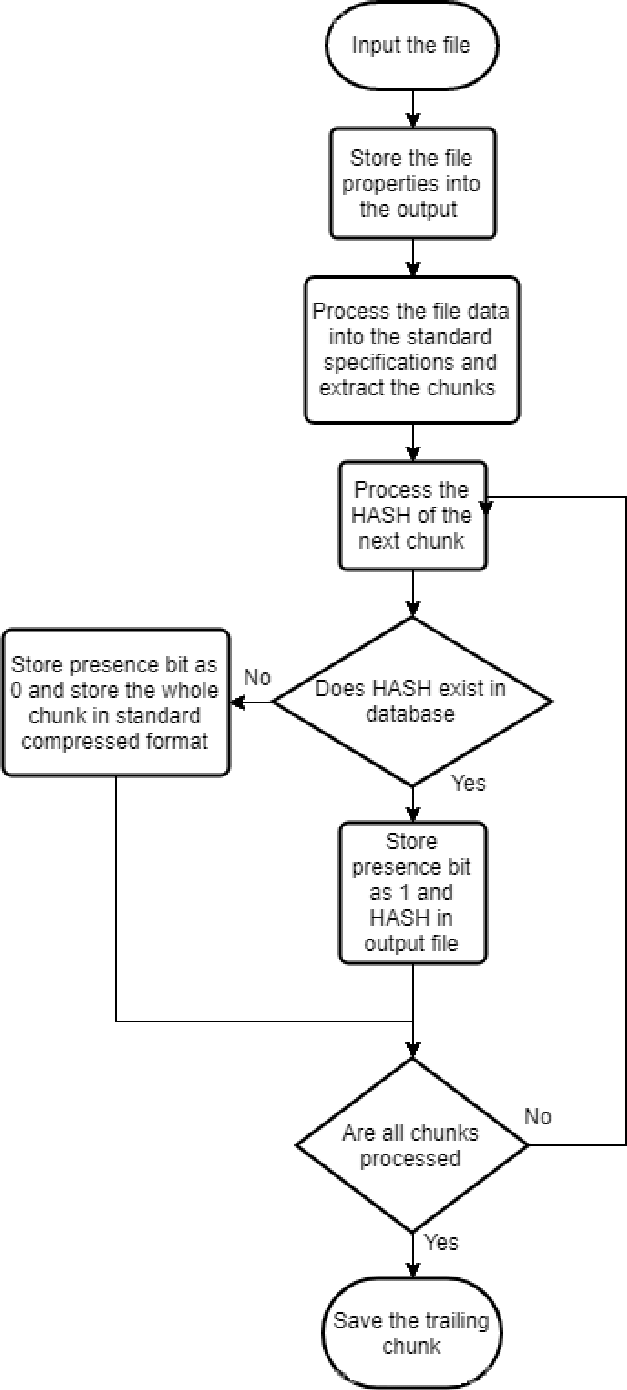 Input the file
Store the file
properties into
the output
Process the file data
into the standard
specifications and
extract the chunks
Process the
HASH of the
next chunk
Does HASH exist in
database
No
Store presence bit as
0 and store the whole
chunk in standard
compressed format
Yes
Store
presence bit
as 1 and
HASH in
output file
Are all chunks
processed
No
Yes
Save the trailing
chunk